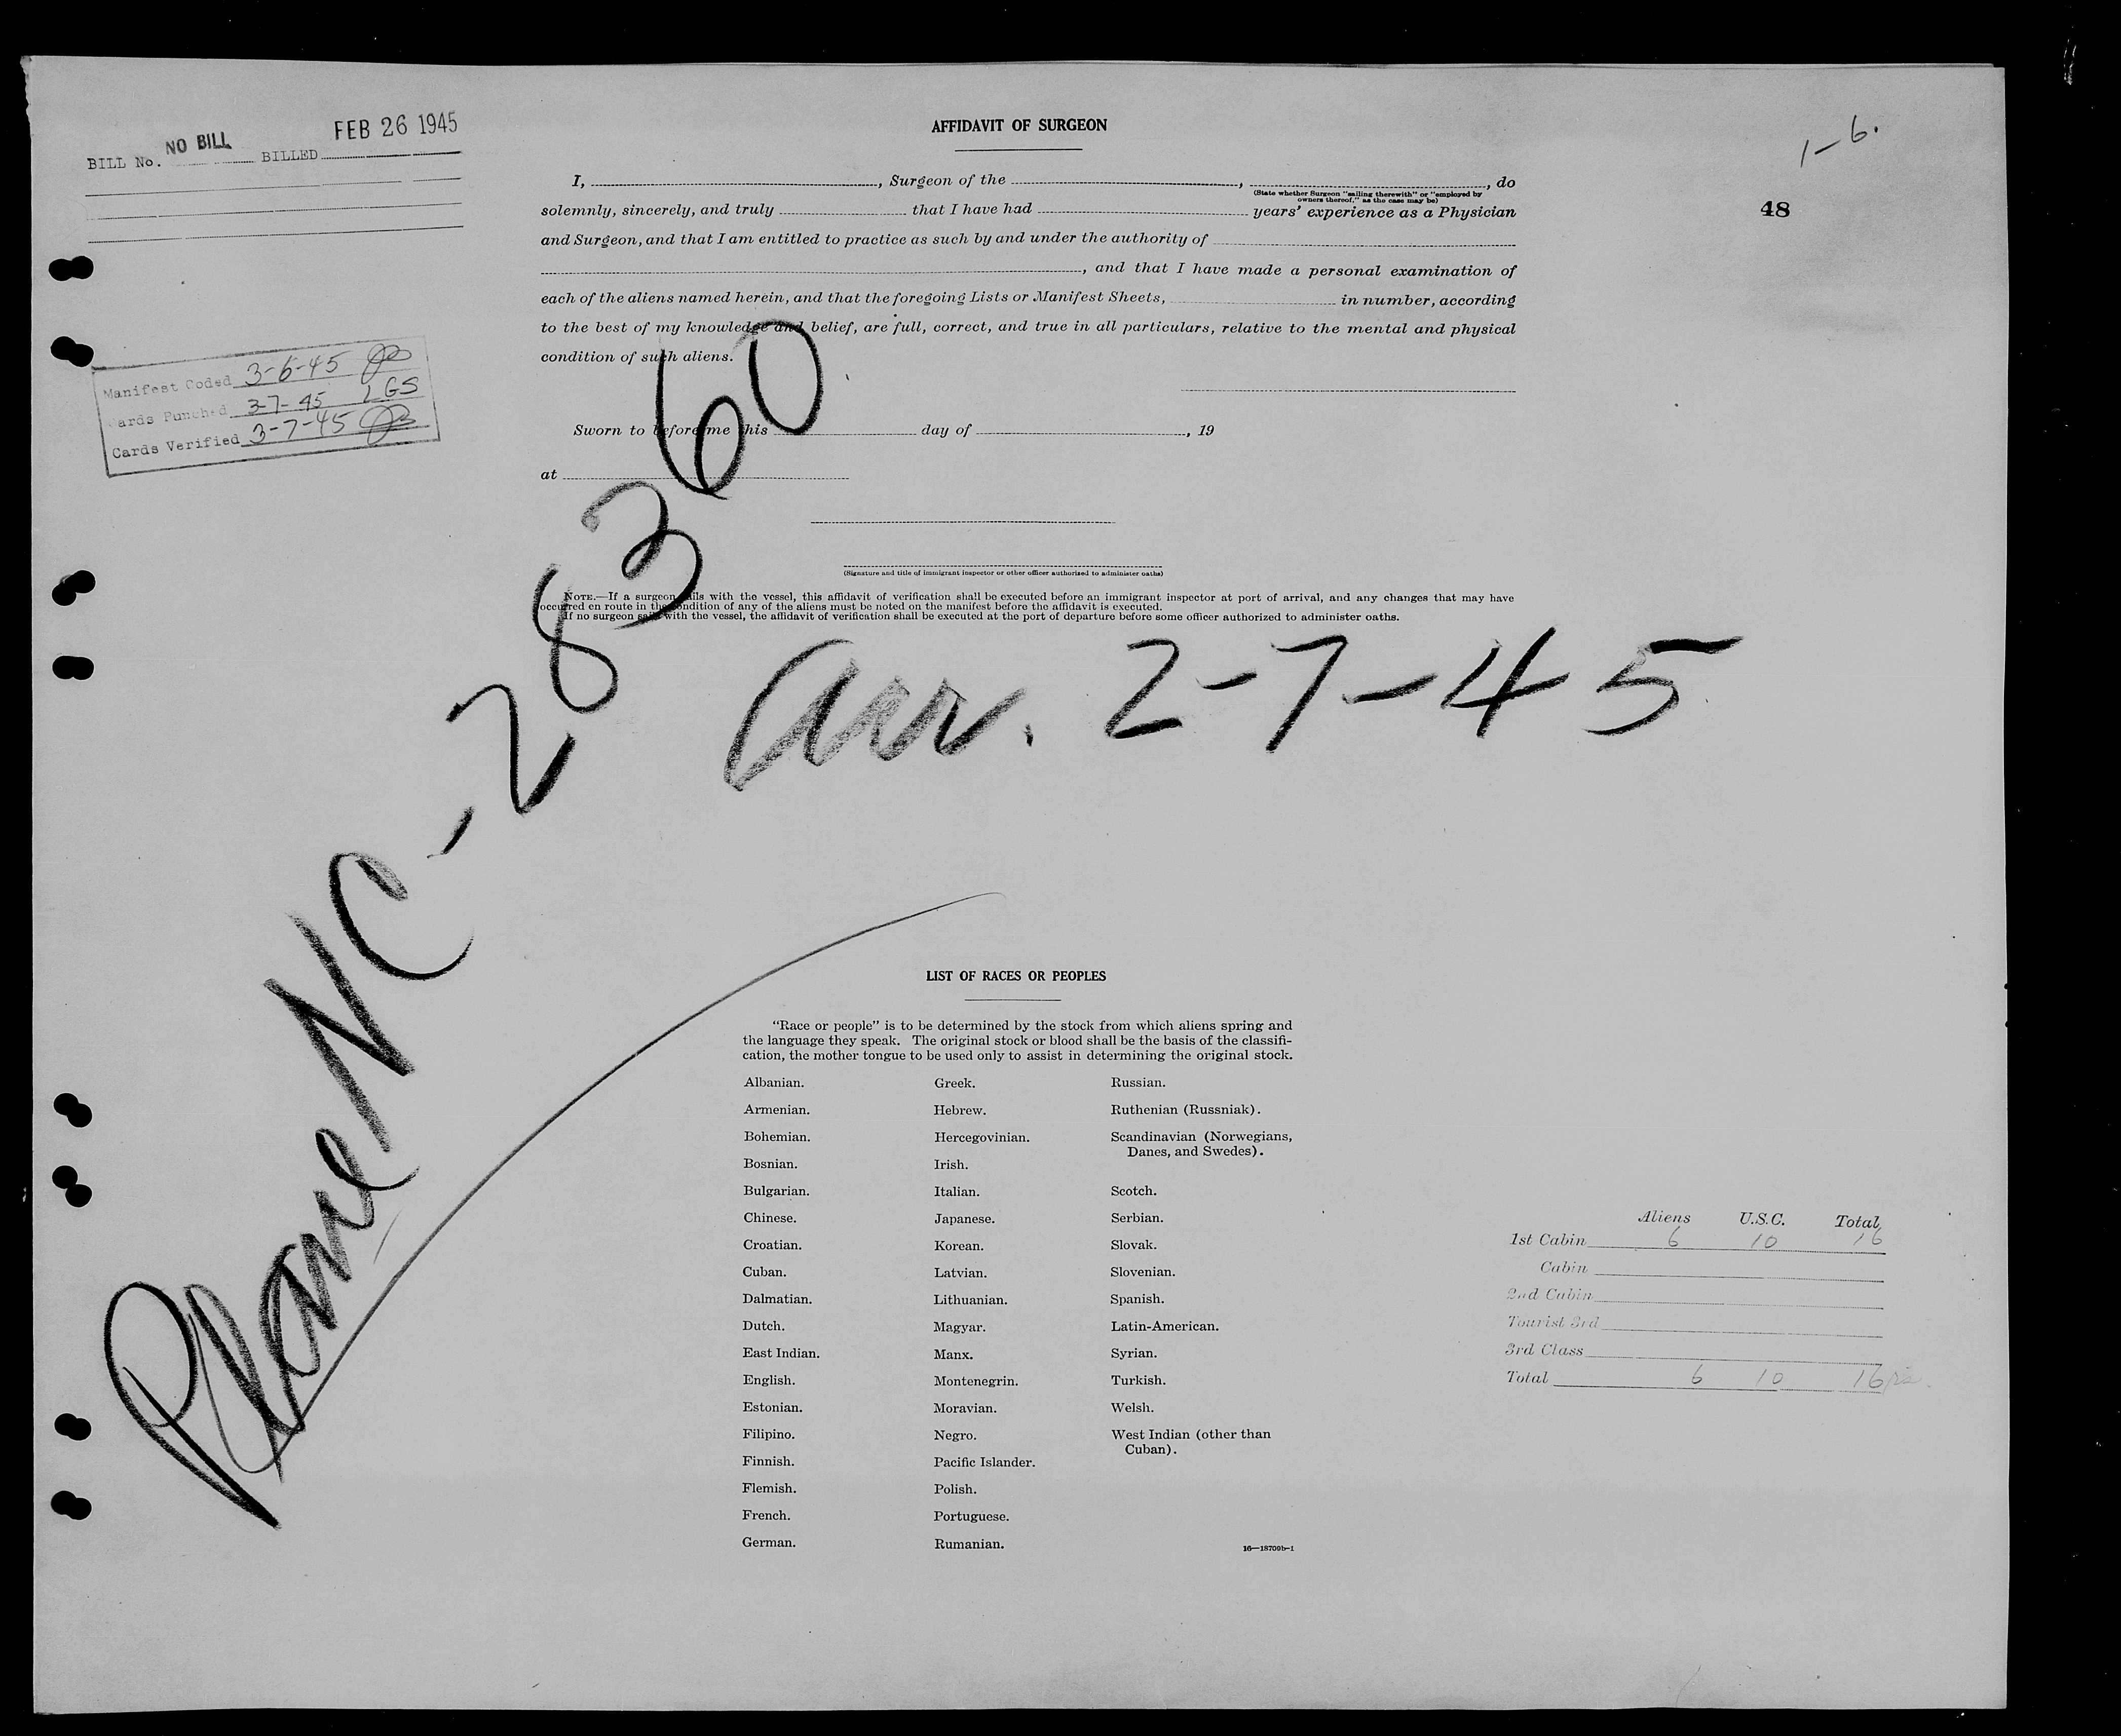 BILL No. NO BILL BILLED FEB 26 1945
AFFIDAVIT OF SURGEON
1-6.
48
I, , Surgeon of the , , do
(State whether Surgeon "sailing therewith" or "employed by
owners thereof," as the case may be)
solemnly, sincerely, and truly that I have had years' experience as a Physician
and Surgeon, and that I am entitled to practice as such by and under the authority of
, and that I have made a personal examination of
each of the aliens named herein, and that the foregoing Lists or Manifest Sheets, in number, according
to the best of my knowledge and belief, are full, correct, and true in all particulars, relative to the mental and physical
condition of such aliens.
Manifest Coded 3-6-45
Cards Punched 3-7-45 LGS
Cards Verified 3-7-45
Sworn to before me this day of , 19
at
(Signature and title of immigrant inspector or other officer authorized to administer oaths)
NOTE.—If a surgeon sails with the vessel, this affidavit of verification shall be executed before an immigrant inspector at port of arrival, and any changes that may have
occurred en route in the condition of any of the aliens must be noted on the manifest before the affidavit is executed.
If no surgeon sails with the vessel, the affidavit of verification shall be executed at the port of departure before some officer authorized to administer oaths.
Plane NC-28360
arr. 2-7-45
LIST OF RACES OR PEOPLES
"Race or people" is to be determined by the stock from which aliens spring and
the language they speak. The original stock or blood shall be the basis of the classifi-
cation, the mother tongue to be used only to assist in determining the original stock.
Albanian.
Armenian.
Bohemian.
Bosnian.
Bulgarian.
Chinese.
Croatian.
Cuban.
Dalmatian.
Dutch.
East Indian.
English.
Estonian.
Filipino.
Finnish.
Flemish.
French.
German.
Greek.
Hebrew.
Hercegovinian.
Irish.
Italian.
Japanese.
Korean.
Latvian.
Lithuanian.
Magyar.
Manx.
Montenegrin.
Moravian.
Negro.
Pacific Islander.
Polish.
Portuguese.
Rumanian.
Russian.
Ruthenian (Russniak).
Scandinavian (Norwegians,
Danes, and Swedes).
Scotch.
Serbian.
Slovak.
Slovenian.
Spanish.
Latin-American.
Syrian.
Turkish.
Welsh.
West Indian (other than
Cuban).
16—18709b-1
Aliens U.S.C. Total
1st Cabin 6 10 16
Cabin
2nd Cabin
Tourist 3rd
3rd Class
Total 6 10 16